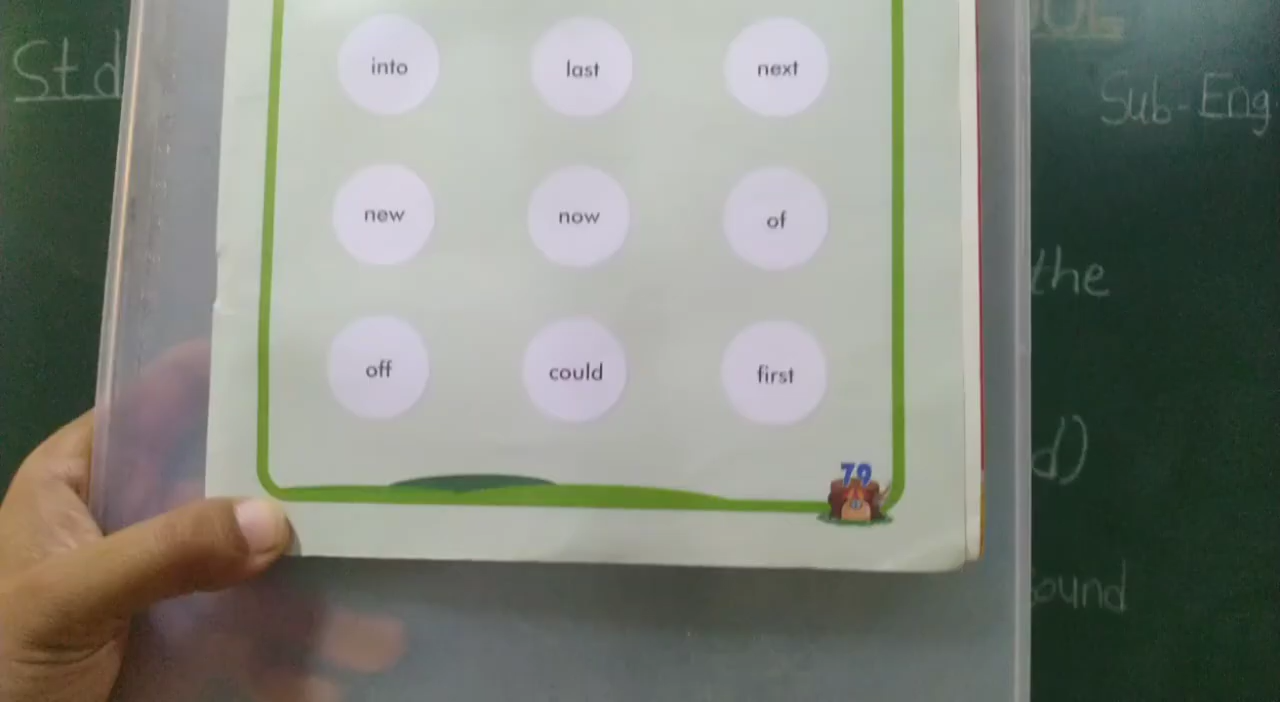 Std
Sub-Eng.
into last next
new now of
the
off could first
d)
79
ound